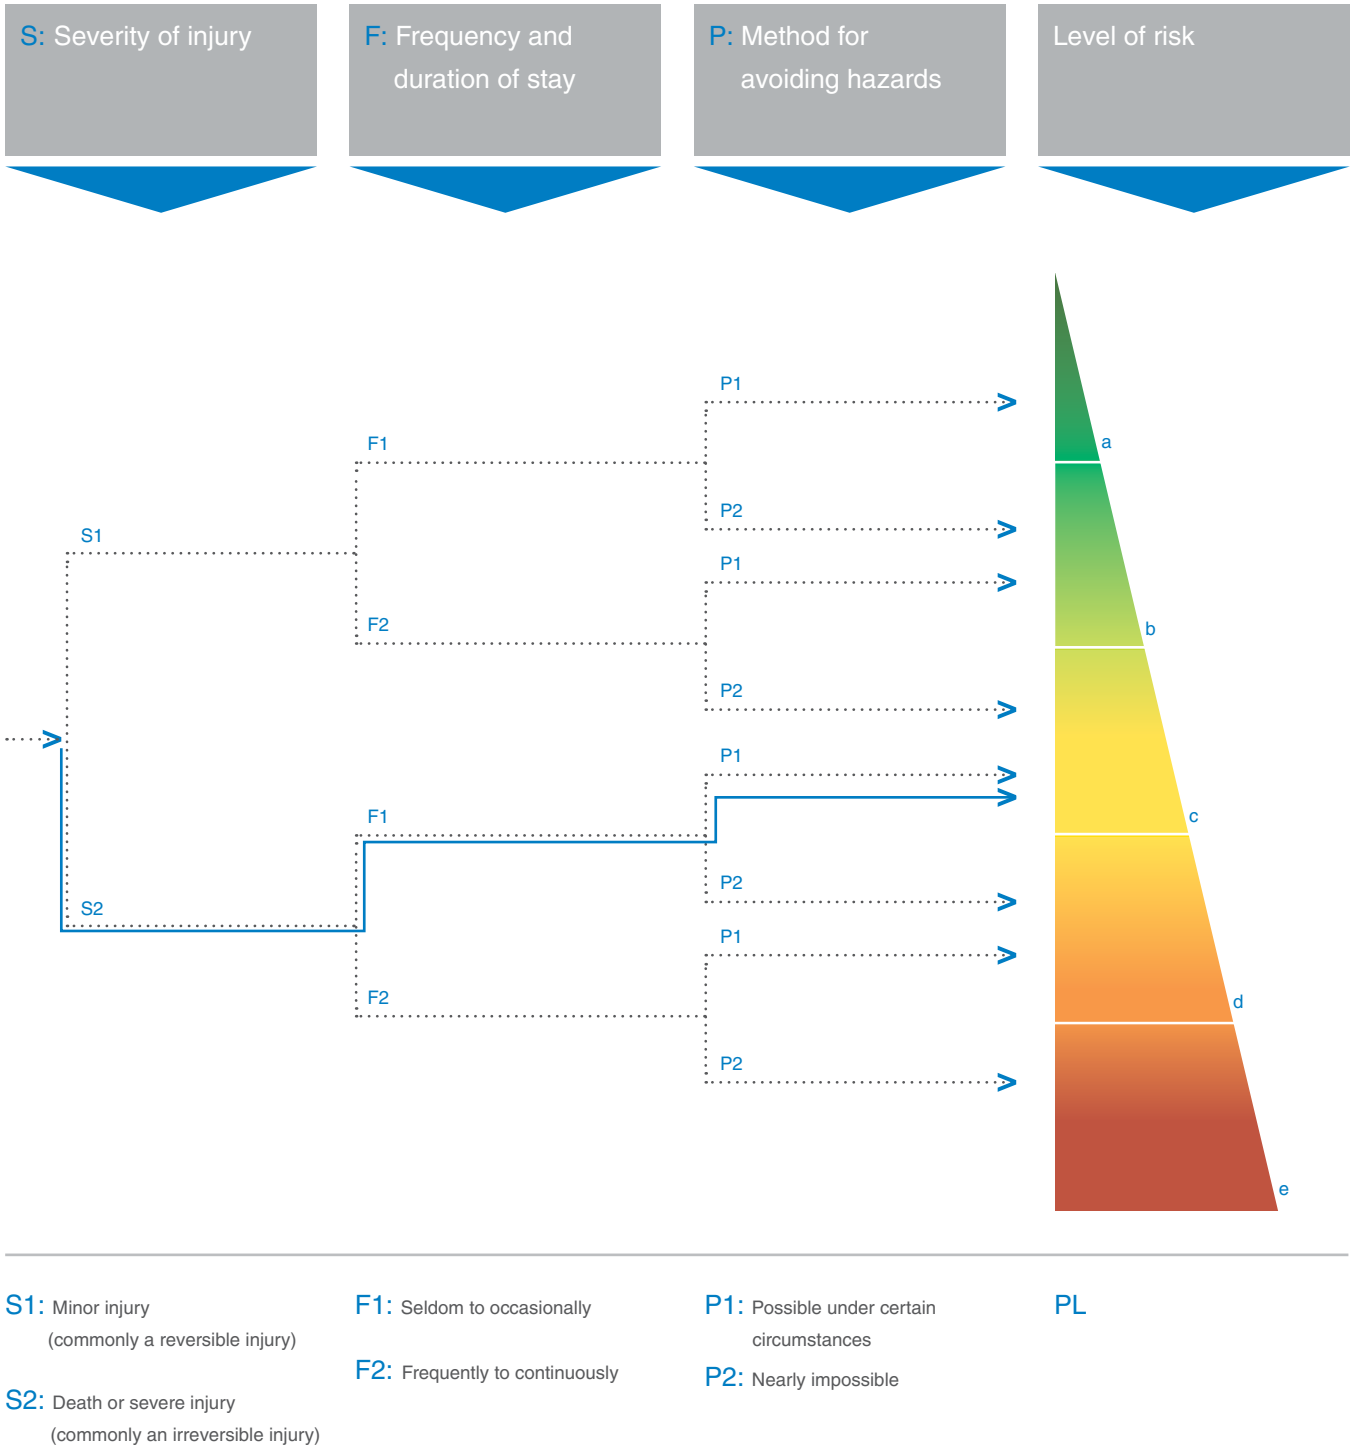 S: Severity of injury
F: Frequency and
duration of stay
P: Method for
avoiding hazards
Level of risk
P1
a
F1
P2
S1
P1
b
F2
P2
P1
c
F1
P2
S2
P1
d
F2
P2
e
S1: Minor injury
(commonly a reversible injury)
S2: Death or severe injury
(commonly an irreversible injury)
F1: Seldom to occasionally
F2: Frequently to continuously
P1: Possible under certain
circumstances
P2: Nearly impossible
PL